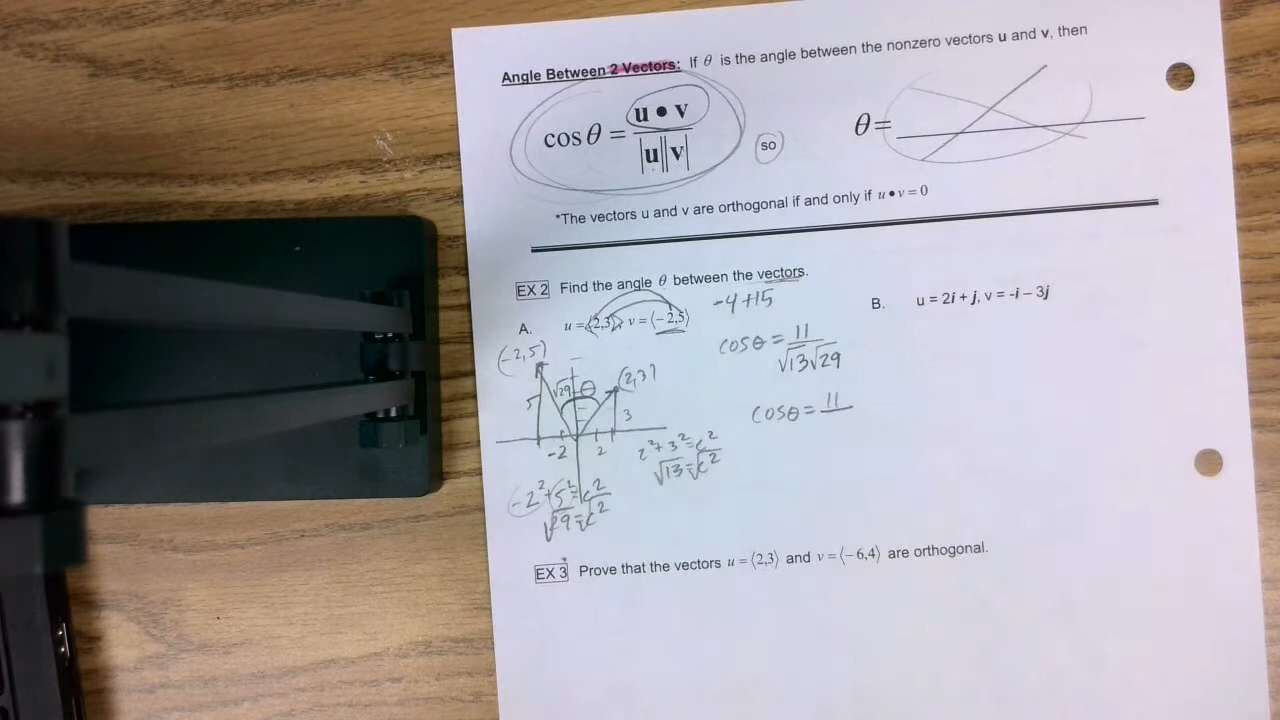 Angle Between 2 Vectors: If θ is the angle between the nonzero vectors u and v, then
cosθ = u • v / |u||v|
so
θ=
*The vectors u and v are orthogonal if and only if u • v = 0
EX 2 Find the angle θ between the vectors.
A. u = ⟨2,3⟩, v = ⟨−2,5⟩
-4+15
cosθ = 11 / √13√29
cosθ = 11
(-2,5)
√29
θ
(2,3)
5
3
-2
2
2²+3²=c²
√13=√c²
(-2²+5²=c²
√29=√c²
B. u = 2i + j, v = -i – 3j
EX 3 Prove that the vectors u = ⟨2,3⟩ and v = ⟨−6,4⟩ are orthogonal.